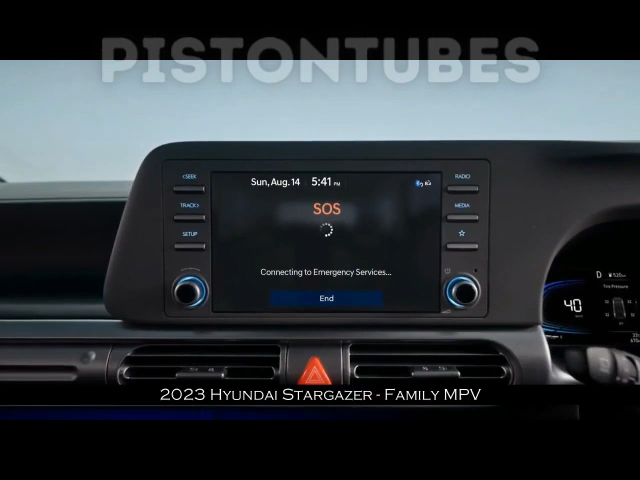 PISTONTUBES
<SEEK
Sun, Aug. 14 5:41 PM
RADIO
SOS
TRACK>
MEDIA
SETUP
Connecting to Emergency Services...
End
D 520km
Tire Pressure
40
2023 Hyundai Stargazer - Family MPV